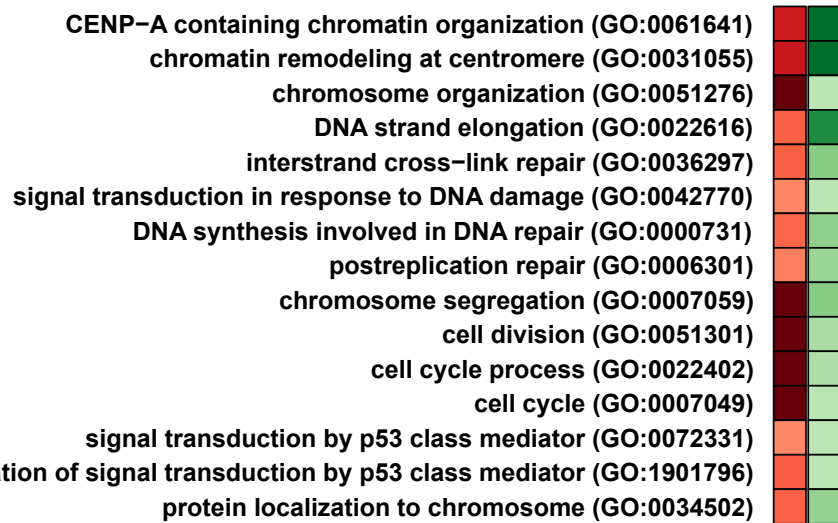 CENP−A containing chromatin organization (GO:0061641)
chromatin remodeling at centromere (GO:0031055)
chromosome organization (GO:0051276)
DNA strand elongation (GO:0022616)
interstrand cross−link repair (GO:0036297)
signal transduction in response to DNA damage (GO:0042770)
DNA synthesis involved in DNA repair (GO:0000731)
postreplication repair (GO:0006301)
chromosome segregation (GO:0007059)
cell division (GO:0051301)
cell cycle process (GO:0022402)
cell cycle (GO:0007049)
signal transduction by p53 class mediator (GO:0072331)
of signal transduction by p53 class mediator (GO:1901796)
protein localization to chromosome (GO:0034502)